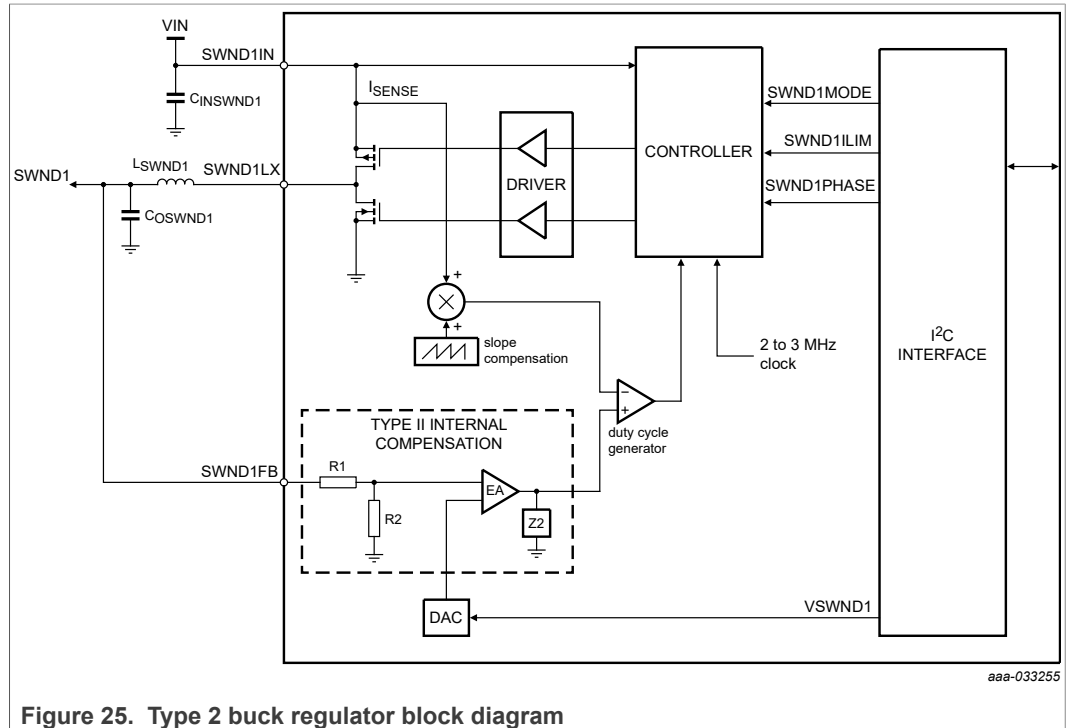 VIN
SWND1IN
CINSWND1
ISENSE
SWND1MODE
SWND1ILIM
SWND1PHASE
CONTROLLER
DRIVER
LSWND1
SWND1LX
SWND1
COSWND1
+
+
slope
compensation
2 to 3 MHz
clock
I2C
INTERFACE
−
+
duty cycle
generator
TYPE II INTERNAL
COMPENSATION
SWND1FB
R1
R2
EA
Z2
DAC
VSWND1
aaa-033255
Figure 25. Type 2 buck regulator block diagram